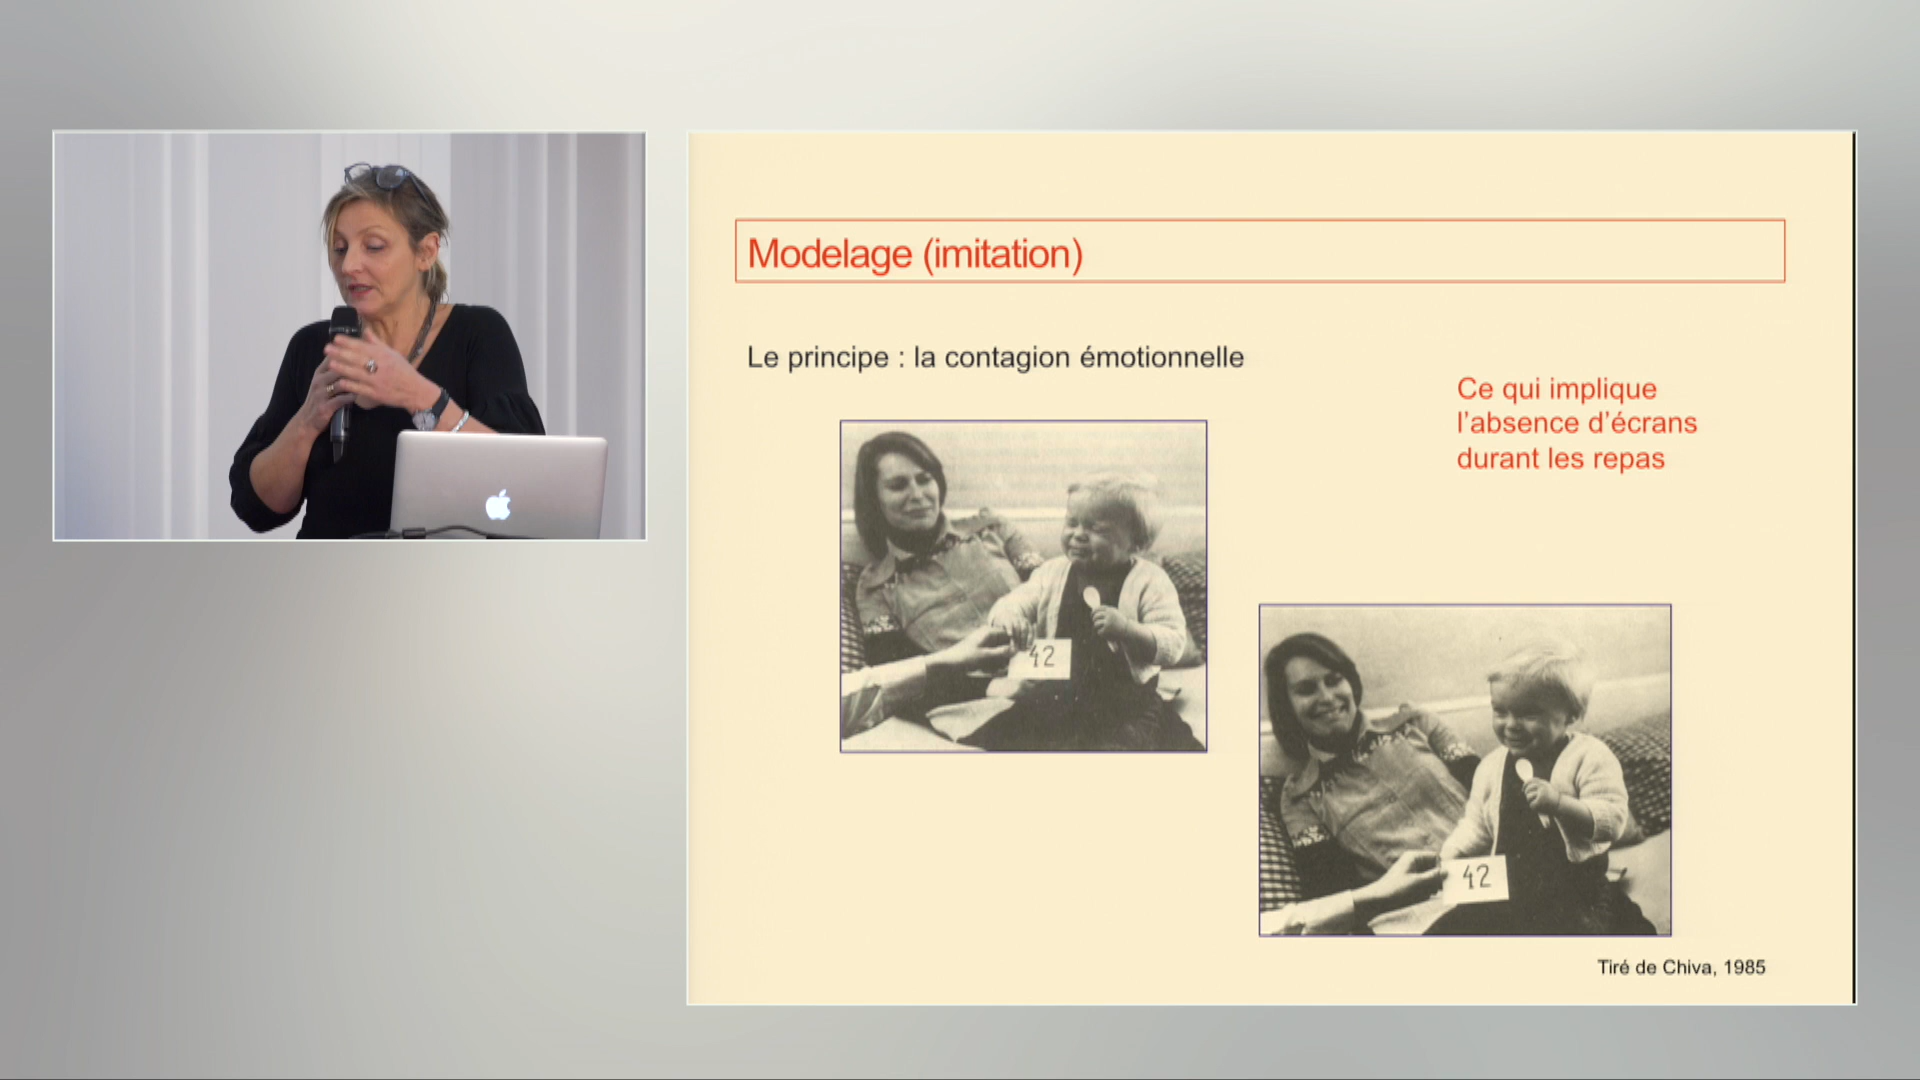 Modelage (imitation)
Le principe : la contagion émotionnelle
Ce qui implique
l'absence d'écrans
durant les repas
42
42
Tiré de Chiva, 1985